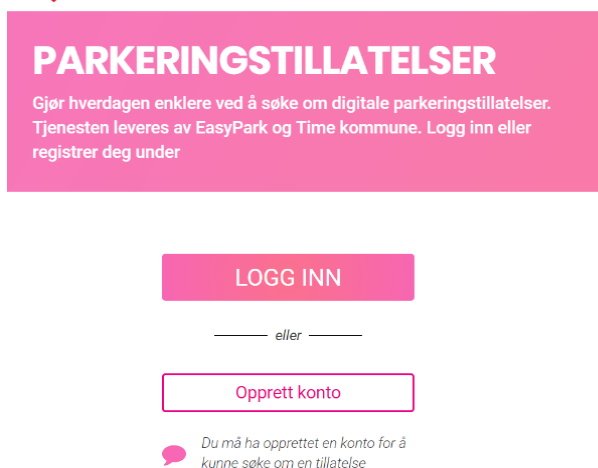 PARKERINGSTILLATELSER
Gjør hverdagen enklere ved å søke om digitale parkeringstillatelser.
Tjenesten leveres av EasyPark og Time kommune. Logg inn eller
registrer deg under
LOGG INN
eller
Opprett konto
Du må ha opprettet en konto for å
kunne søke om en tillatelse